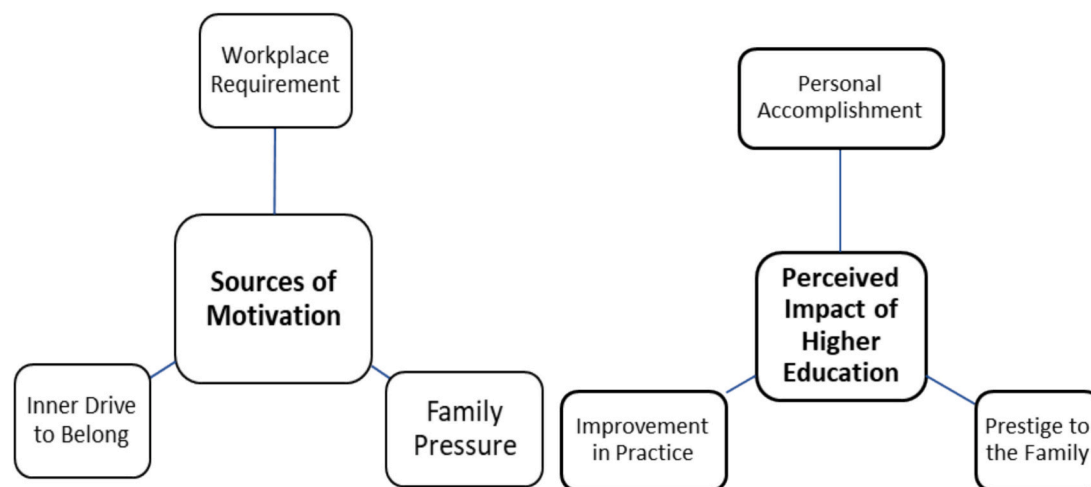 Workplace
Requirement
Sources of
Motivation
Inner Drive
to Belong
Family
Pressure
Personal
Accomplishment
Perceived
Impact of
Higher
Education
Improvement
in Practice
Prestige to
the Family